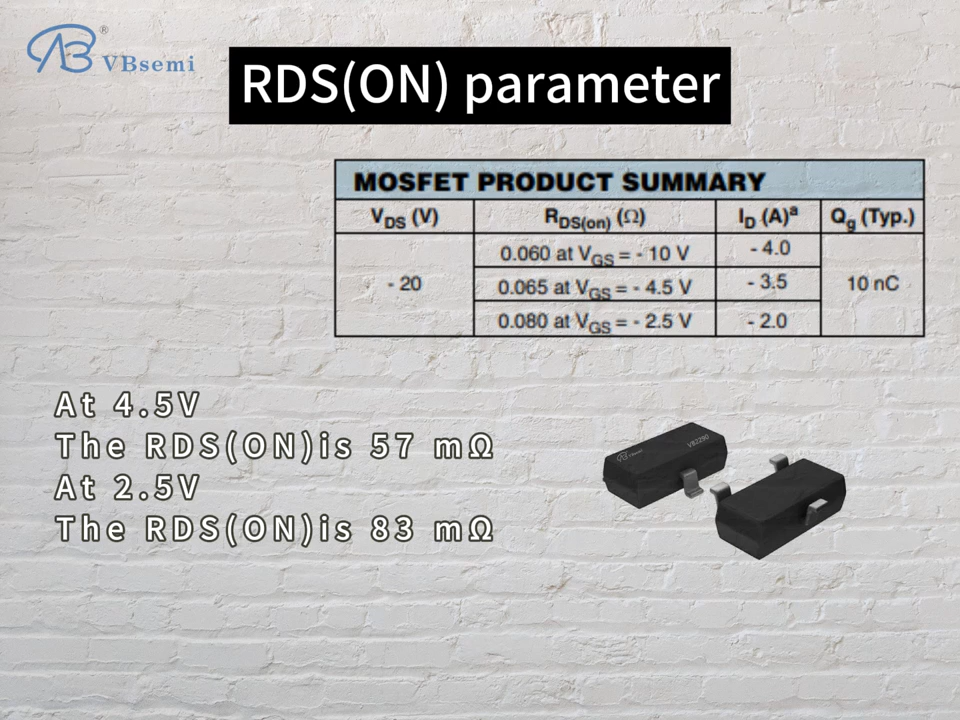 VBsemi®
RDS(ON) parameter
MOSFET PRODUCT SUMMARY
VDS (V) RDS(on) (Ω) ID (A)a Qg (Typ.)
- 20 0.060 at VGS = - 10 V - 4.0 10 nC
0.065 at VGS = - 4.5 V - 3.5
0.080 at VGS = - 2.5 V - 2.0
At 4.5V
The RDS(ON)is 57 mΩ
At 2.5V
The RDS(ON)is 83 mΩ
VBsemi VB2290